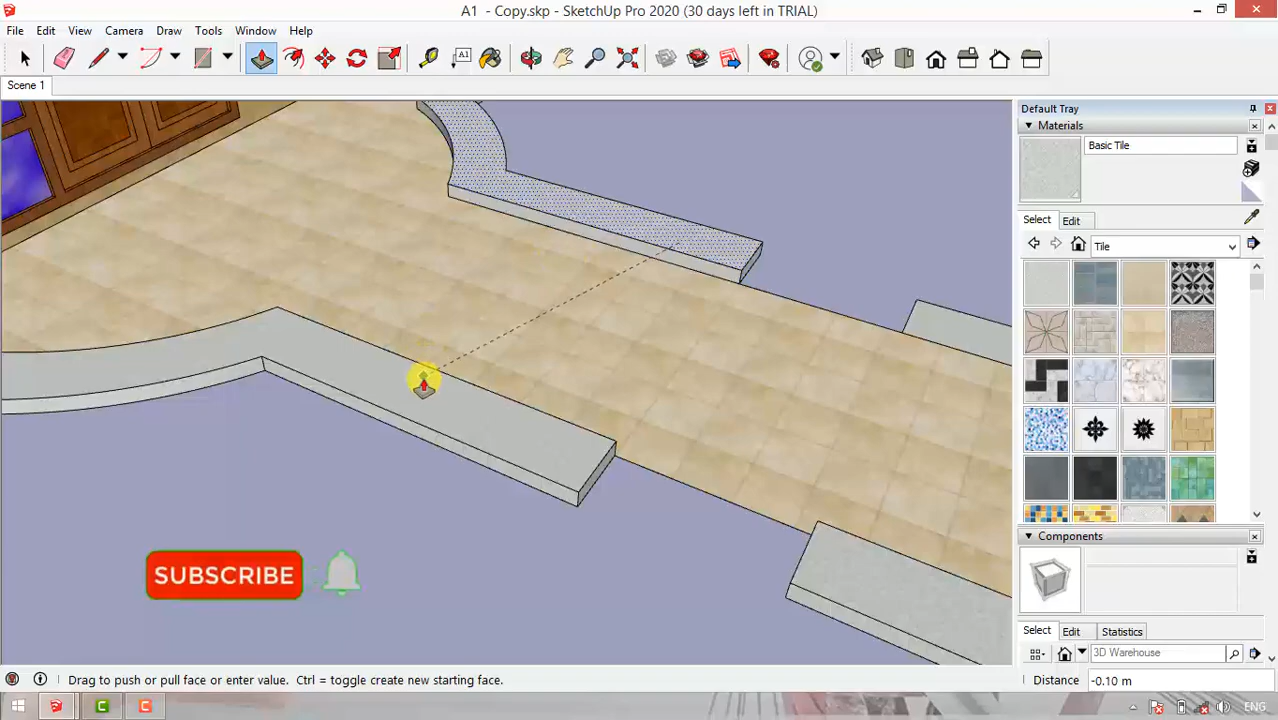 A1 - Copy.skp - SketchUp Pro 2020 (30 days left in TRIAL)
File Edit View Camera Draw Tools Window Help
A1
Scene 1
Default Tray
Materials
Basic Tile
Select Edit
Tile
SUBSCRIBE
Components
Select Edit Statistics
3D Warehouse
Drag to push or pull face or enter value. Ctrl = toggle create new starting face.
Distance -0.10 m
C C
ENG